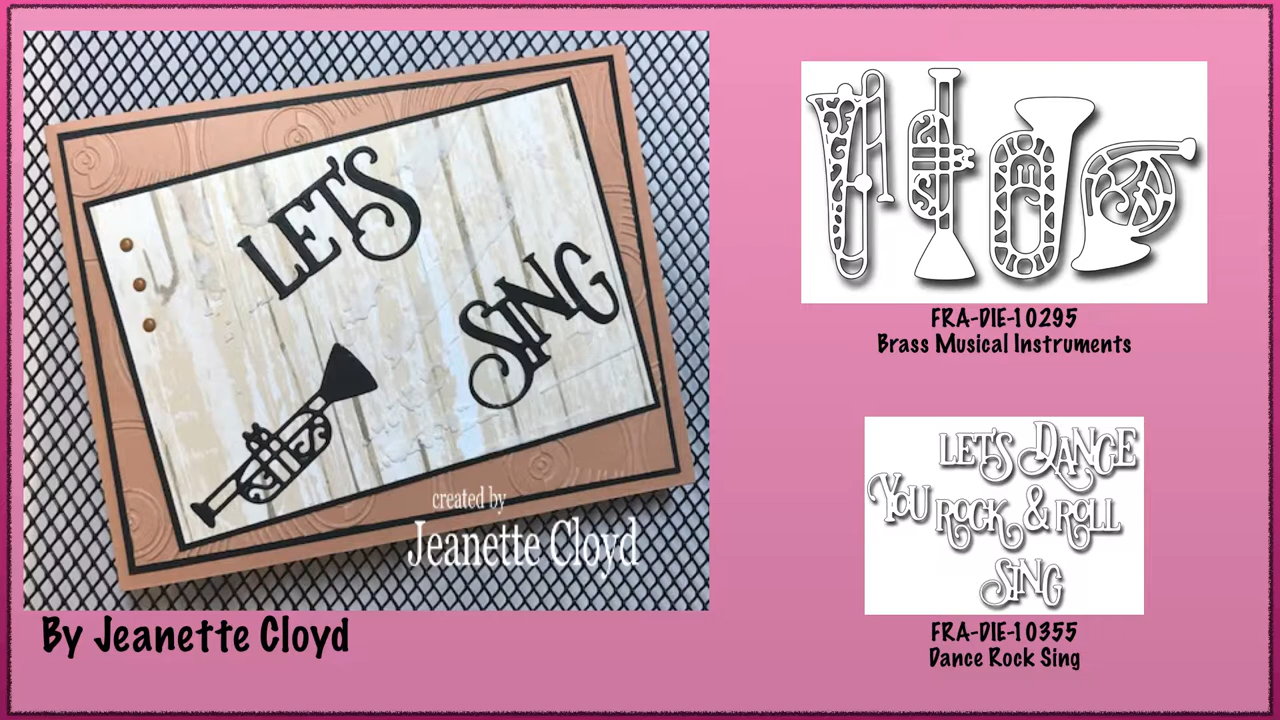 LET'S
SING
created by
Jeanette Cloyd
By Jeanette Cloyd
FRA-DIE-10295
Brass Musical Instruments
LET'S DANCE
YOU ROCK & ROLL
SING
FRA-DIE-10355
Dance Rock Sing